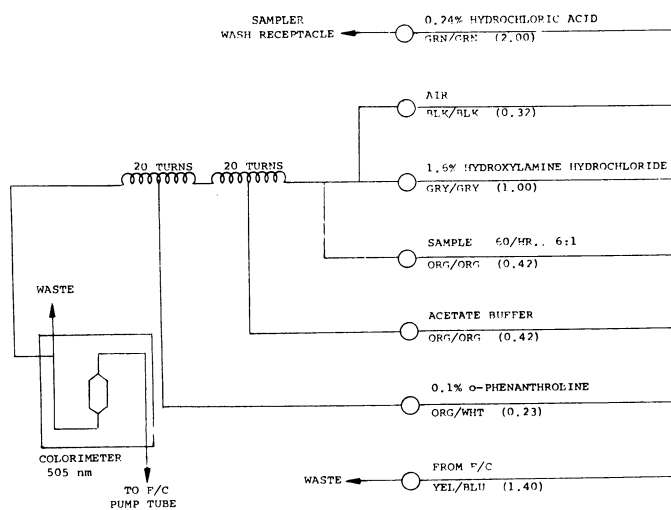 SAMPLER
WASH RECEPTACLE
0.24% HYDROCHLORIC ACID
GRN/GRN (2.00)
AIR
BLK/BLK (0.32)
20 TURNS
20 TURNS
1.6% HYDROXYLAMINE HYDROCHLORIDE
GRY/GRY (1.00)
SAMPLE 60/HR., 6:1
ORG/ORG (0.42)
WASTE
ACETATE BUFFER
ORG/ORG (0.42)
0.1% o-PHENANTHROLINE
ORG/WHT (0.23)
COLORIMETER
505 nm
TO F/C
PUMP TUBE
WASTE
FROM F/C
YEL/BLU (1.40)